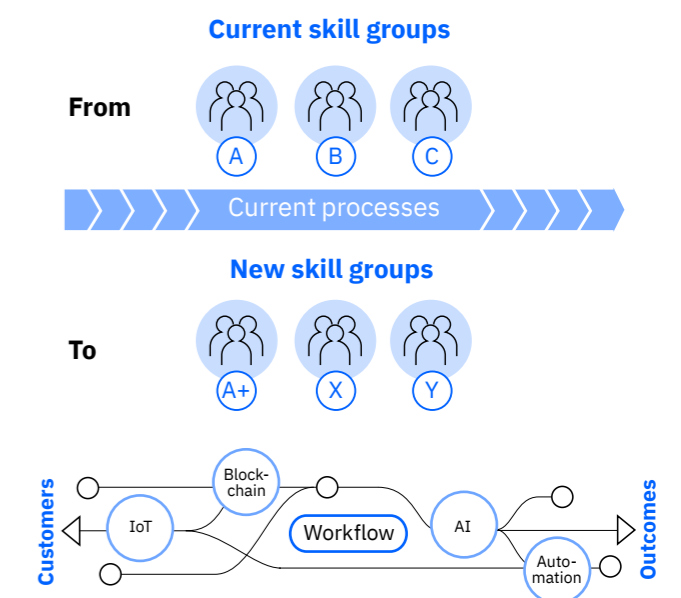 Current skill groups
From
A
B
C
Current processes
New skill groups
To
A+
X
Y
Customers
Block-
chain
IoT
Workflow
AI
Auto-
mation
Outcomes